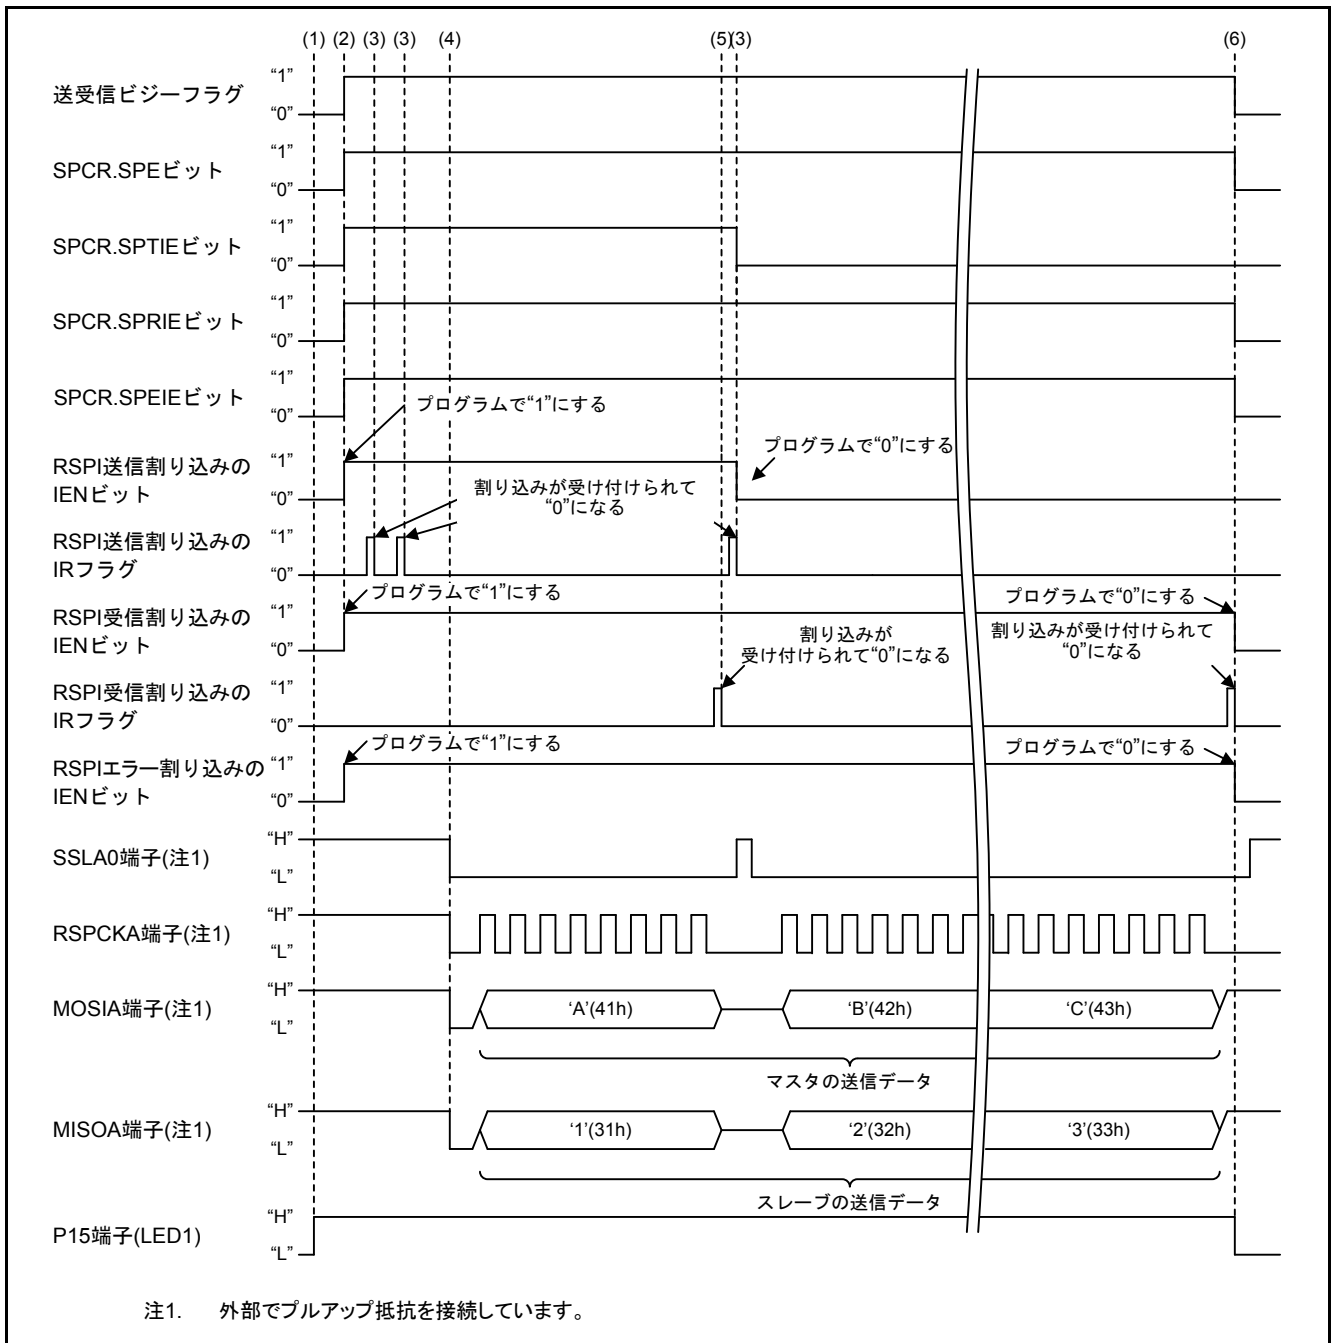 (1) (2) (3) (3) (4) (5)(3) (6)
送受信ビジーフラグ
“1”
“0”
SPCR.SPEビット
“1”
“0”
SPCR.SPTIEビット
“1”
“0”
SPCR.SPRIEビット
“1”
“0”
SPCR.SPEIEビット
“1”
“0”
プログラムで“1”にする
RSPI送信割り込みの
IENビット
“1”
“0”
プログラムで“0”にする
割り込みが受け付けられて
“0”になる
RSPI送信割り込みの
IRフラグ
“1”
“0”
プログラムで“1”にする
プログラムで“0”にする
RSPI受信割り込みの
IENビット
“1”
“0”
割り込みが
受け付けられて“0”になる
割り込みが受け付けられて
“0”になる
RSPI受信割り込みの
IRフラグ
“1”
“0”
プログラムで“1”にする
プログラムで“0”にする
RSPIエラー割り込みの
IENビット
“1”
“0”
SSLA0端子(注1)
“H”
“L”
RSPCKA端子(注1)
“H”
“L”
MOSIA端子(注1)
“H”
“L”
‘A’(41h) ‘B’(42h) ‘C’(43h)
マスタの送信データ
MISOA端子(注1)
“H”
“L”
‘1’(31h) ‘2’(32h) ‘3’(33h)
スレーブの送信データ
P15端子(LED1)
“H”
“L”
注1. 外部でプルアップ抵抗を接続しています。